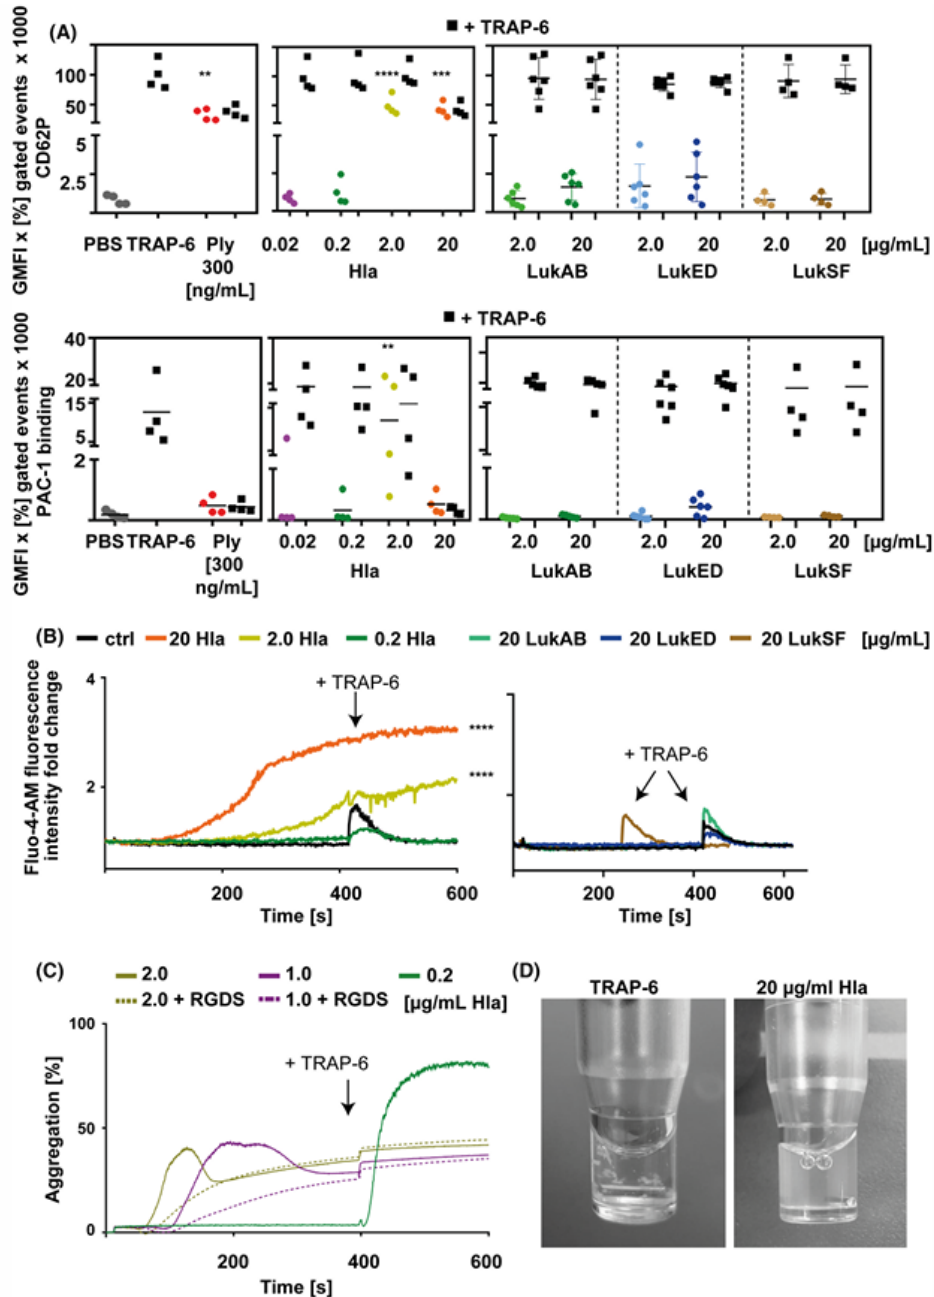 (A)
■ + TRAP-6
GMFI x [%] gated events x 1000
CD62P
100
50
5
2.5
PBS TRAP-6 Ply
300
[ng/mL]
**
**** ***
0.02 0.2 2.0 20
Hla
2.0 20 2.0 20 2.0 20 [µg/mL]
LukAB LukED LukSF
■ + TRAP-6
GMFI x [%] gated events x 1000
PAC-1 binding
40
20
15
5
2
0
PBS TRAP-6 Ply
[300
ng/mL]
**
0.02 0.2 2.0 20
Hla
2.0 20 2.0 20 2.0 20 [µg/mL]
LukAB LukED LukSF
(B) ctrl 20 Hla 2.0 Hla 0.2 Hla 20 LukAB 20 LukED 20 LukSF [µg/mL]
Fluo-4-AM fluorescence
intensity fold change
4
2
+ TRAP-6
****
****
200 400 600
Time [s]
+ TRAP-6
200 400 600
Time [s]
(C) 2.0 1.0 0.2
2.0 + RGDS 1.0 + RGDS [µg/mL Hla]
Aggregation [%]
100
50
0
+ TRAP-6
200 400 600
Time [s]
(D)
TRAP-6 20 µg/ml Hla